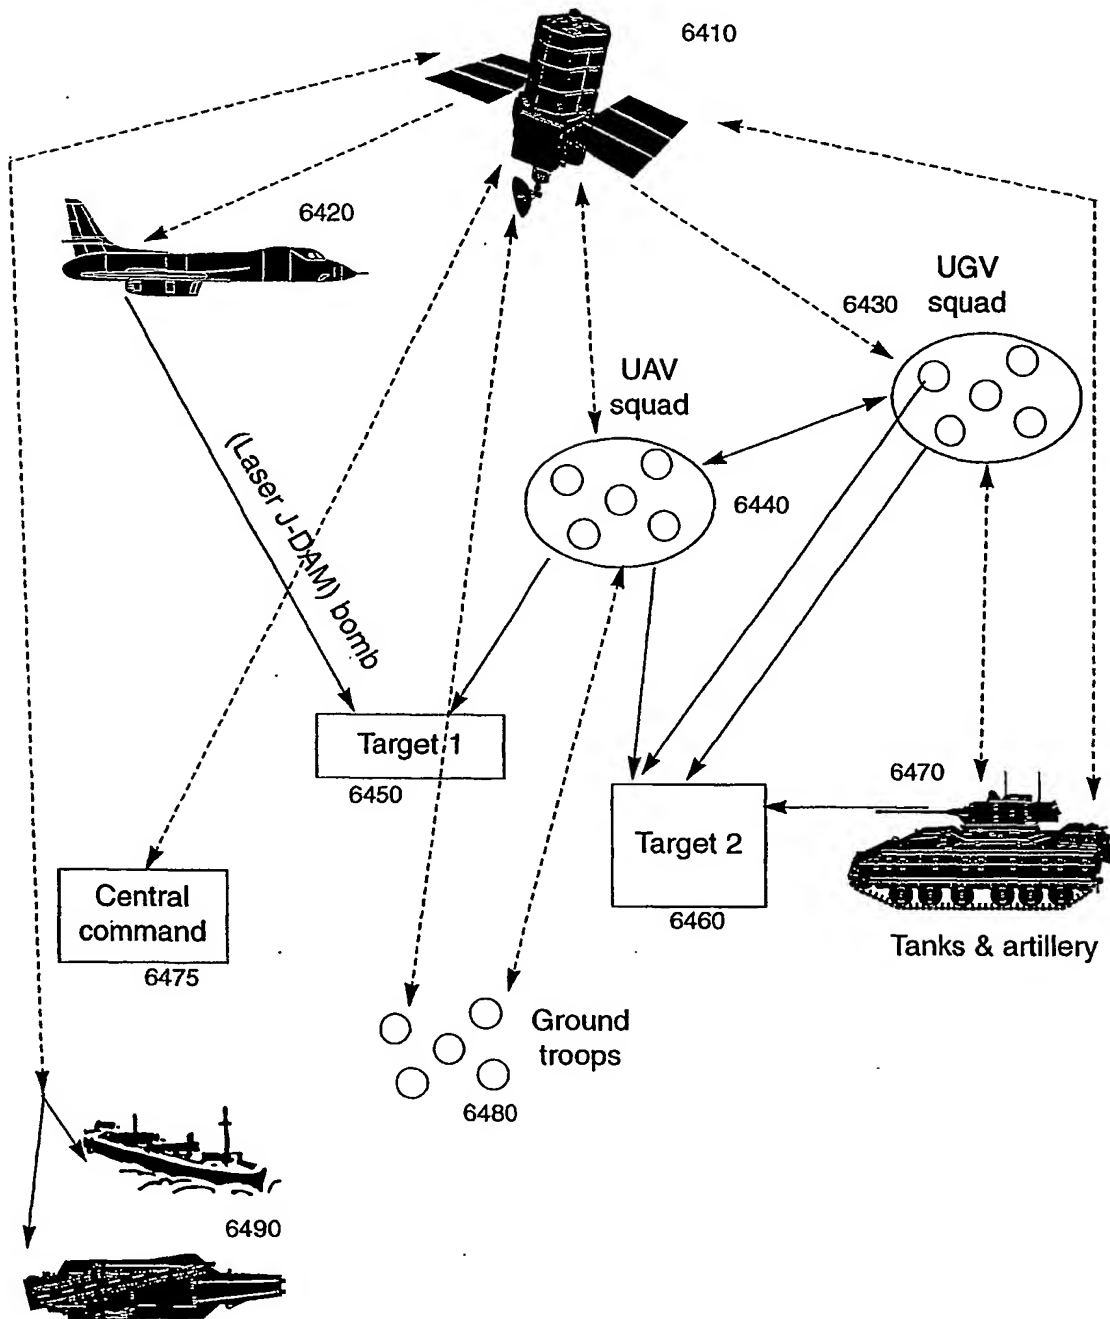 6410
6420
UGV
squad
6430
UAV
squad
6440
(Laser J-DAM) bomb
Target 1
6450
6470
Target 2
6460
Central
command
6475
Tanks & artillery
Ground
troops
6480
6490